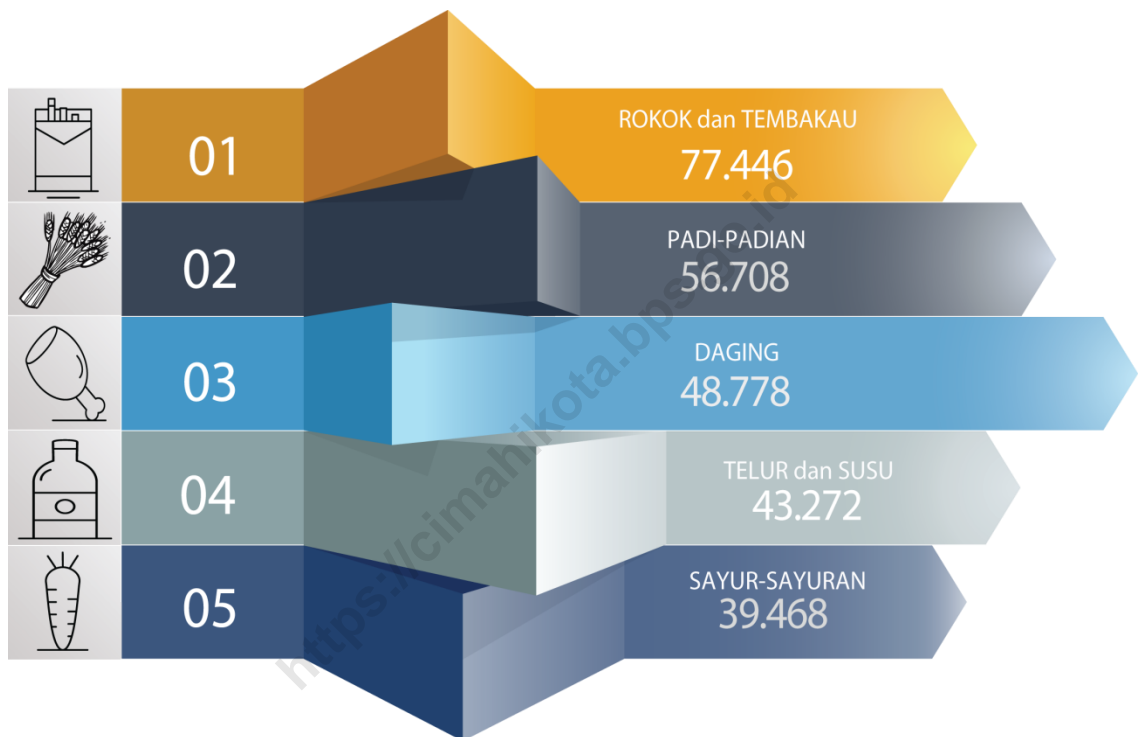 01
ROKOK dan TEMBAKAU
77.446
02
PADI-PADIAN
56.708
03
DAGING
48.778
04
TELUR dan SUSU
43.272
05
SAYUR-SAYURAN
39.468
https://cimahikota.bps.go.id